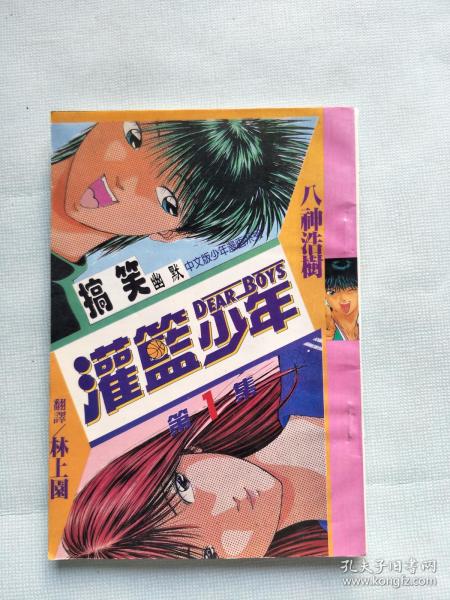 八神浩樹
搞笑幽默
中文版少年漫畫系列
DEAR BOYS
灌籃少年
第1集
翻譯/林上園
孔夫子旧书网
www.kongfz.com